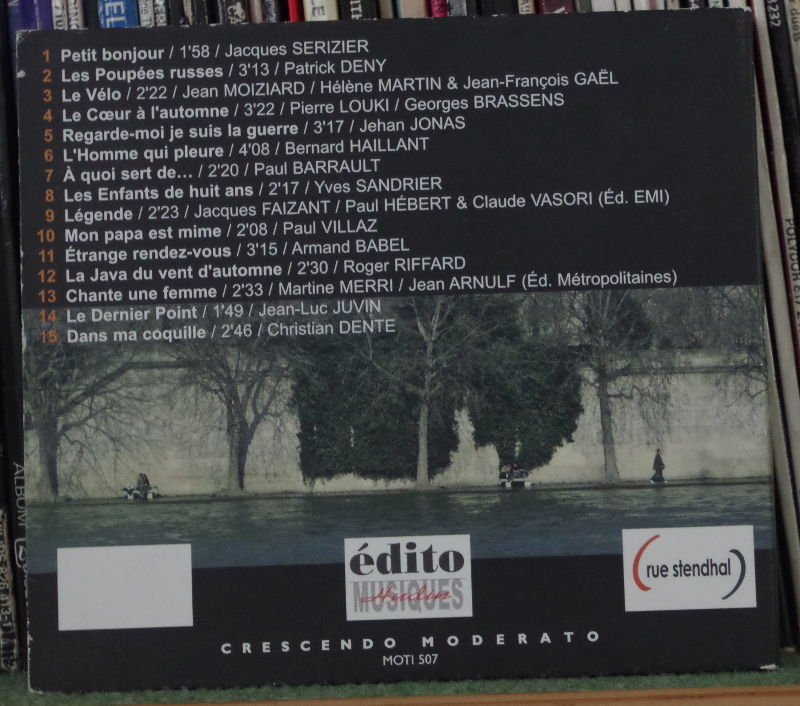 1 Petit bonjour / 1'58 / Jacques SERIZIER
2 Les Poupées russes / 3'13 / Patrick DENY
3 Le Vélo / 2'22 / Jean MOIZIARD / Hélène MARTIN & Jean-François GAËL
4 Le Cœur à l'automne / 3'22 / Pierre LOUKI / Georges BRASSENS
5 Regarde-moi je suis la guerre / 3'17 / Jehan JONAS
6 L'Homme qui pleure / 4'08 / Bernard HAILLANT
7 À quoi sert de... / 2'20 / Paul BARRAULT
8 Les Enfants de huit ans / 2'17 / Yves SANDRIER
9 Légende / 2'23 / Jacques FAIZANT / Paul HÉBERT & Claude VASORI (Éd. EMI)
10 Mon papa est mime / 2'08 / Paul VILLAZ
11 Étrange rendez-vous / 3'15 / Armand BABEL
12 La Java du vent d'automne / 2'30 / Roger RIFFARD
13 Chante une femme / 2'33 / Martine MERRI / Jean ARNULF (Éd. Métropolitaines)
14 Le Dernier Point / 1'49 / Jean-Luc JUVIN
15 Dans ma coquille / 2'46 / Christian DENTE
édito
MUSIQUES
Hudin
(rue stendhal)
CRESCENDO MODERATO
MOTI 507
ALBUM